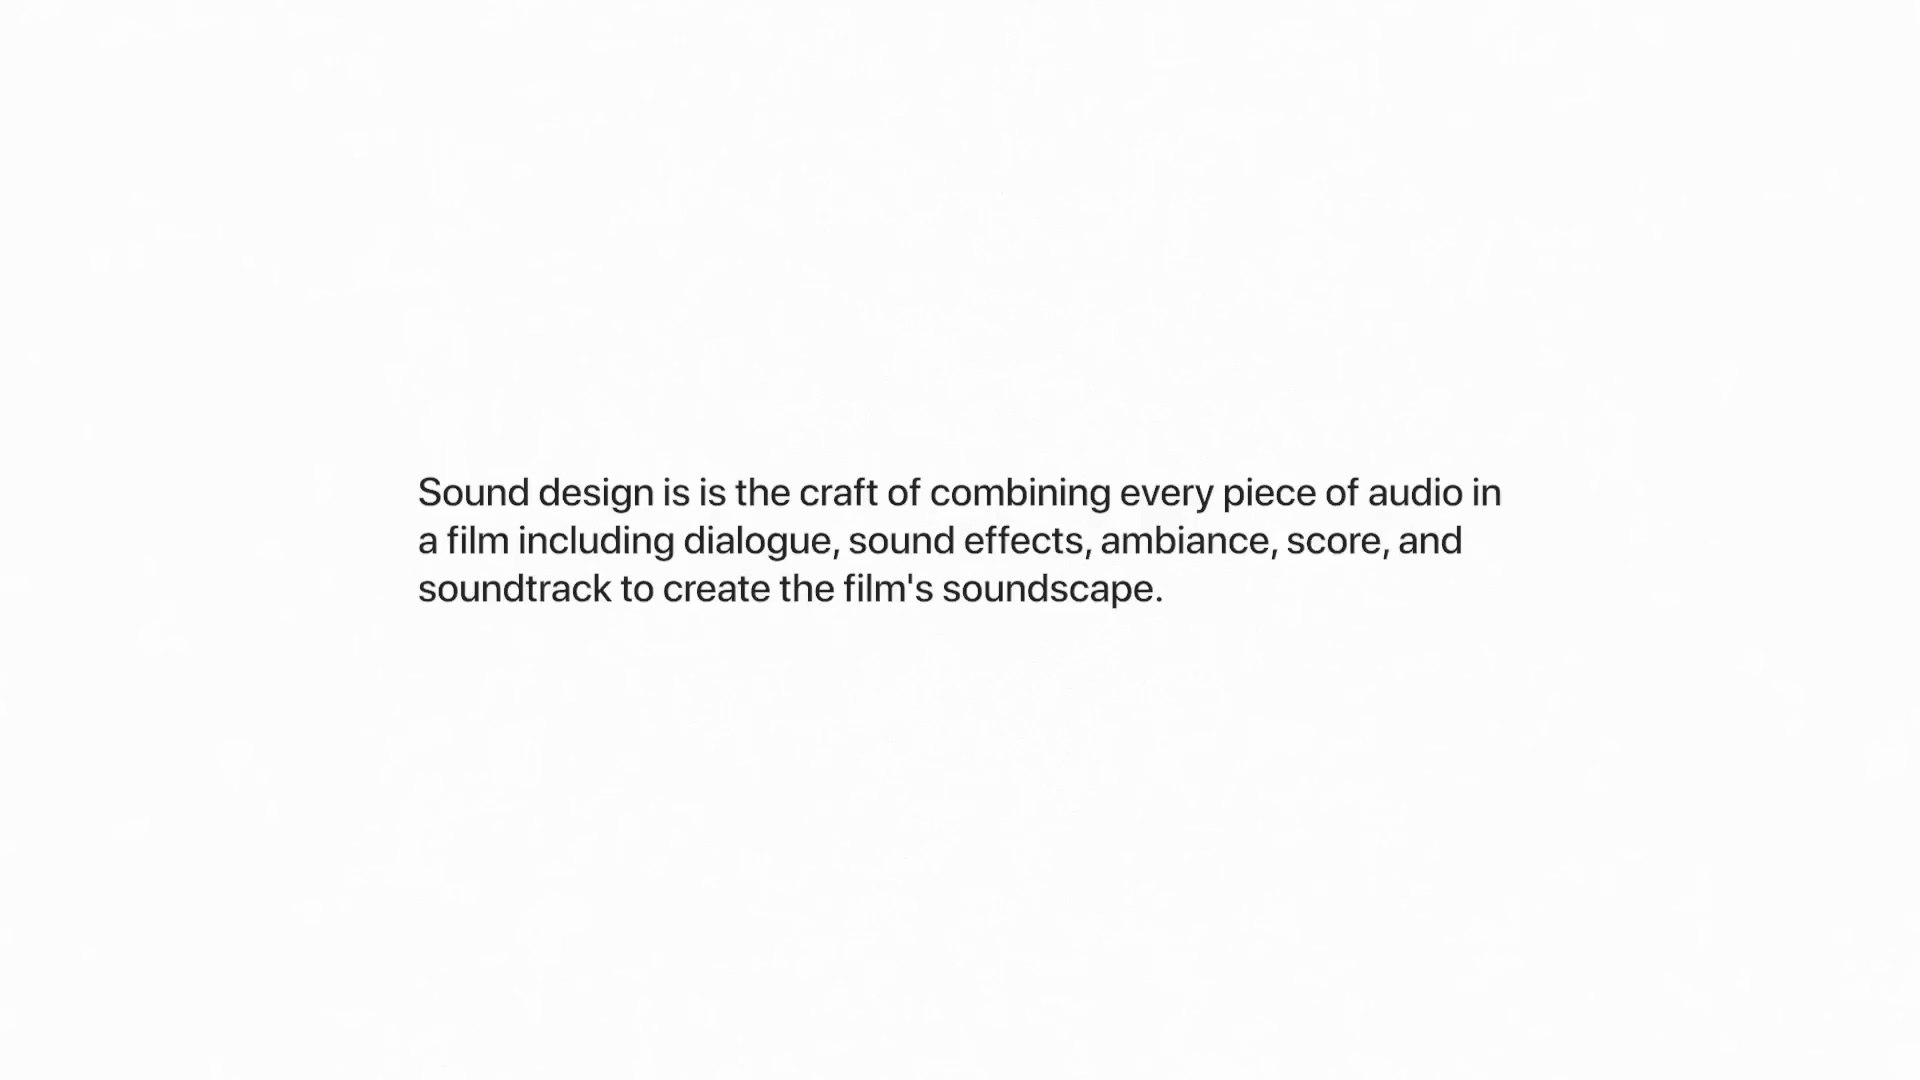 Sound design is is the craft of combining every piece of audio in
a film including dialogue, sound effects, ambiance, score, and
soundtrack to create the film's soundscape.